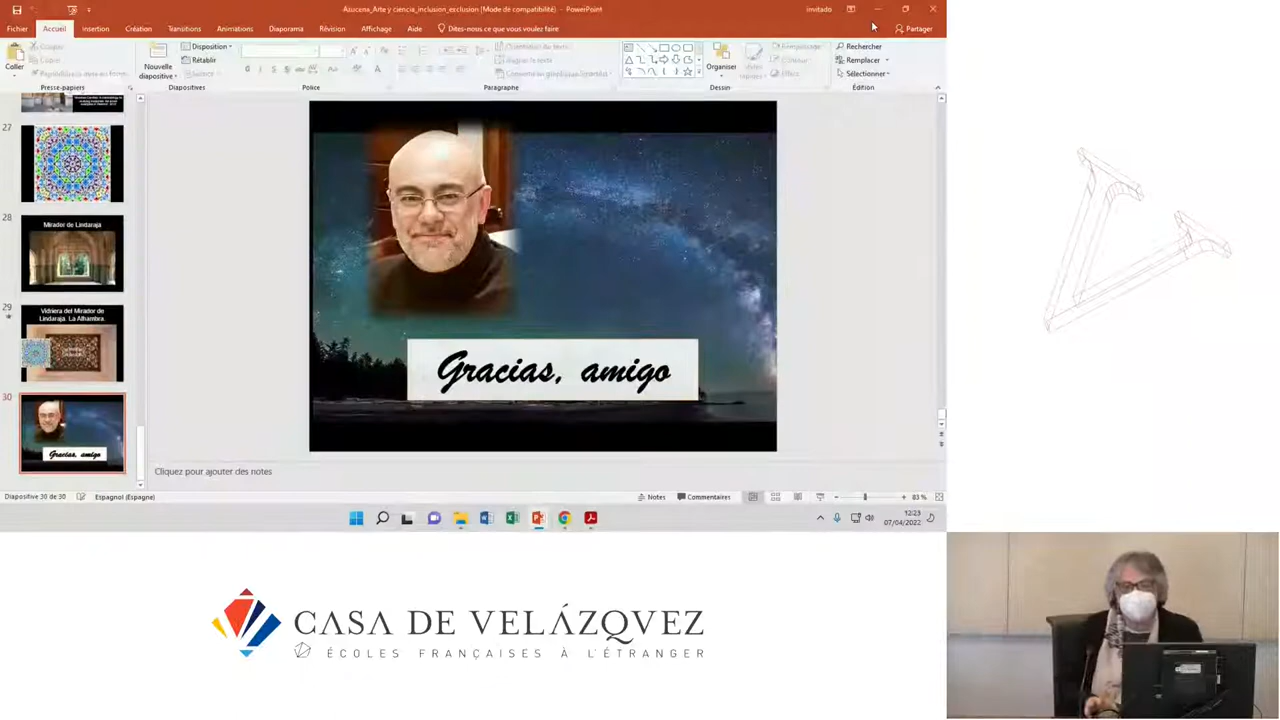 Azucena_Arte y ciencia_inclusion_exclusion [Mode de compatibilité] - PowerPoint
invitado
Fichier Accueil Insertion Création Transitions Animations Diaporama Révision Affichage Aide Dites-nous ce que vous voulez faire
Partager
Coller
Nouvelle diapositive
Disposition
Rétablir
Organiser
Rechercher
Remplacer
Sélectionner
Presse-papiers Diapositives Police Paragraphe Dessin Édition
27
28
Mirador de Lindaraja
29
Vidriera del Mirador de
Lindaraja. La Alhambra.
30
Gracias, amigo
Gracias, amigo
Cliquez pour ajouter des notes
Diapositive 30 de 30 Espagnol (Espagne) Notes Commentaires 83 %
12:23
07/04/2022
CASA DE VELÁZQVEZ
ÉCOLES FRANÇAISES À L'ÉTRANGER